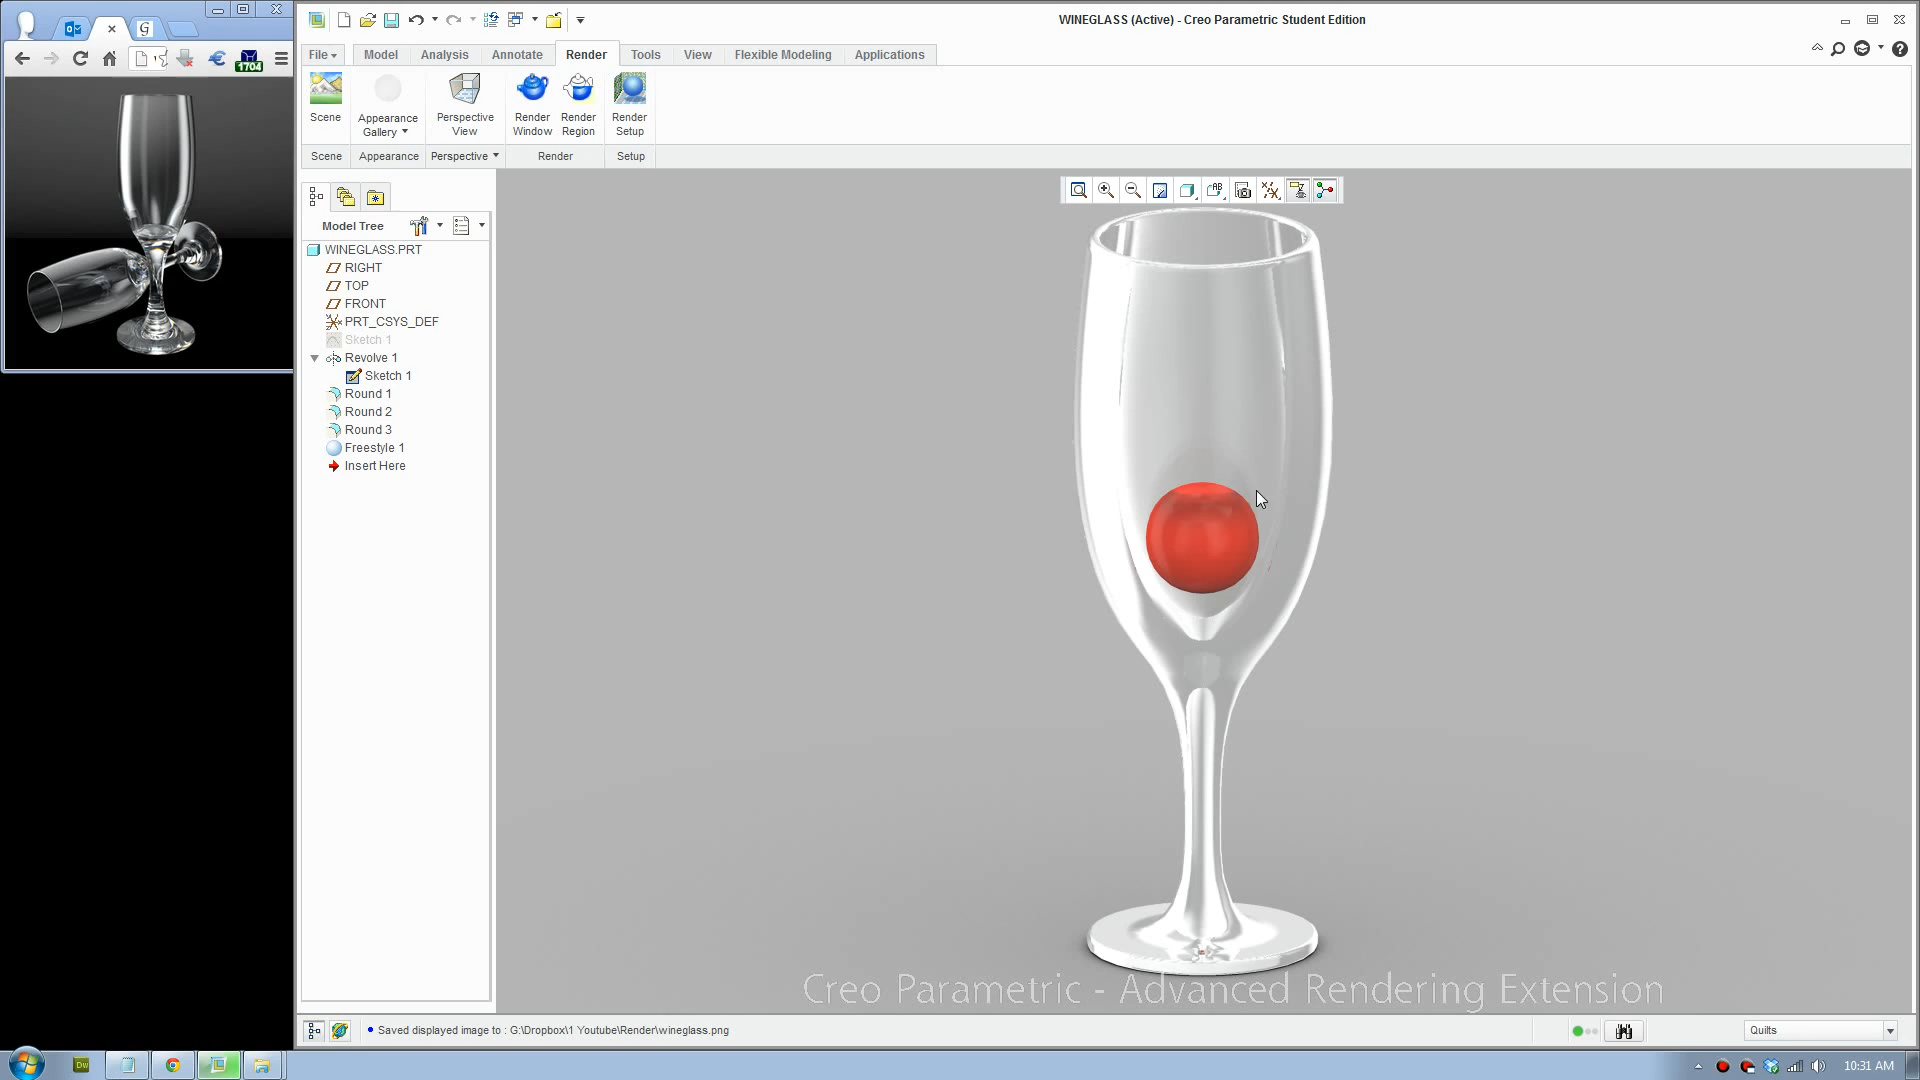 G
1704
WINEGLASS (Active) - Creo Parametric Student Edition
File
Model
Analysis
Annotate
Render
Tools
View
Flexible Modeling
Applications
Scene
Appearance
Gallery
Perspective
View
Render
Window
Render
Region
Render
Setup
Scene
Appearance
Perspective
Render
Setup
Model Tree
WINEGLASS.PRT
RIGHT
TOP
FRONT
PRT_CSYS_DEF
Sketch 1
Revolve 1
Sketch 1
Round 1
Round 2
Round 3
Freestyle 1
Insert Here
AB
Creo Parametric - Advanced Rendering Extension
Saved displayed image to : G:\Dropbox\1 Youtube\Render\wineglass.png
Quilts
Dw
10:31 AM